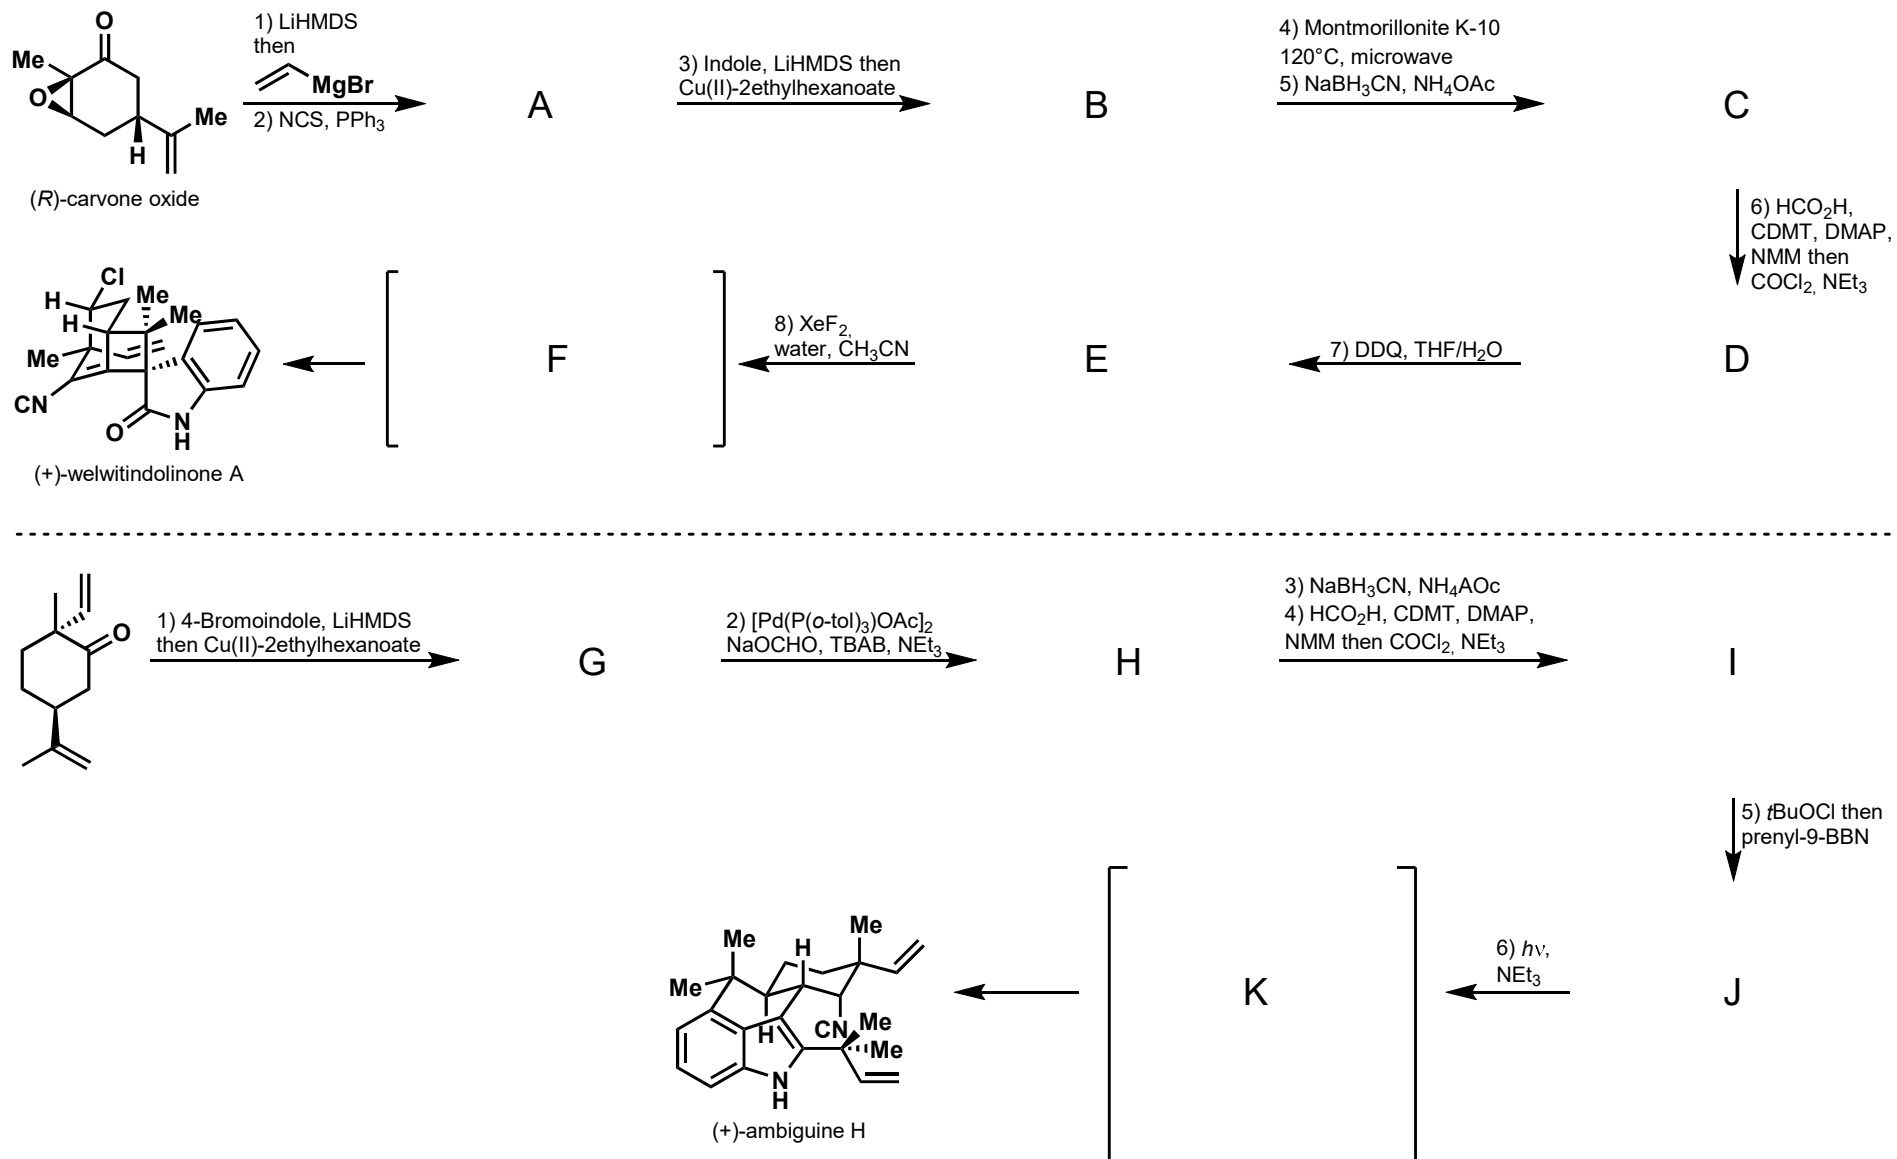 O
Me
O
H
Me
(R)-carvone oxide
1) LiHMDS
then
MgBr
2) NCS, PPh3
A
3) Indole, LiHMDS then
Cu(II)-2ethylhexanoate
B
4) Montmorillonite K-10
120°C, microwave
5) NaBH3CN, NH4OAc
C
6) HCO2H,
CDMT, DMAP,
NMM then
COCl2, NEt3
D
7) DDQ, THF/H2O
E
8) XeF2,
water, CH3CN
F
Cl
H
Me
H
Me
Me
CN
O
N
H
(+)-welwitindolinone A
O
1) 4-Bromoindole, LiHMDS
then Cu(II)-2ethylhexanoate
G
2) [Pd(P(o-tol)3)OAc]2
NaOCHO, TBAB, NEt3
H
3) NaBH3CN, NH4AOc
4) HCO2H, CDMT, DMAP,
NMM then COCl2, NEt3
I
5) tBuOCl then
prenyl-9-BBN
J
6) hν,
NEt3
K
Me
Me
H
Me
H
CN
Me
Me
N
H
(+)-ambiguine H